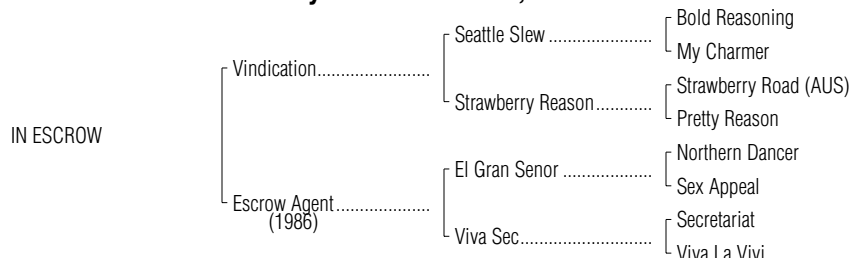 Bold Reasoning
Seattle Slew ......................
My Charmer
Vindication........................
Strawberry Road (AUS)
Strawberry Reason............
Pretty Reason
IN ESCROW
Northern Dancer
El Gran Senor ...................
Sex Appeal
Escrow Agent....................
(1986)
Secretariat
Viva Sec............................
Viva La Vivi